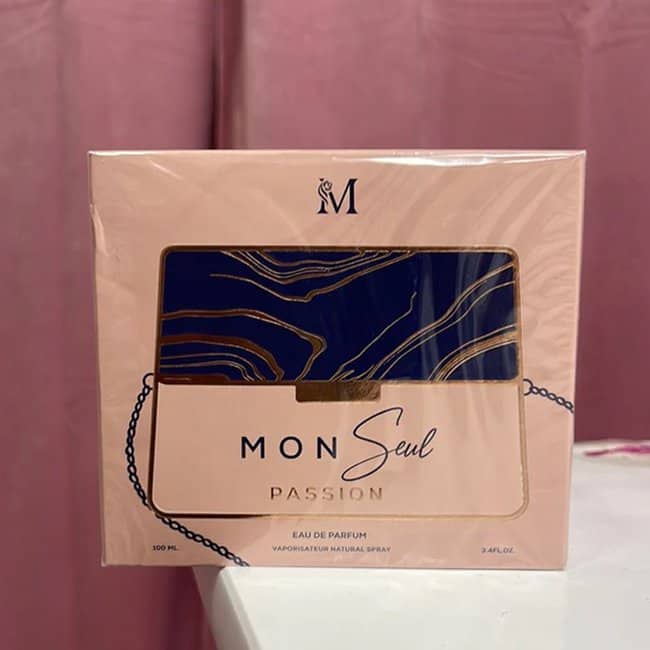 M
MON Seul
PASSION
EAU DE PARFUM
100 ML. VAPORISATEUR NATURAL SPRAY 3.4FL.OZ.